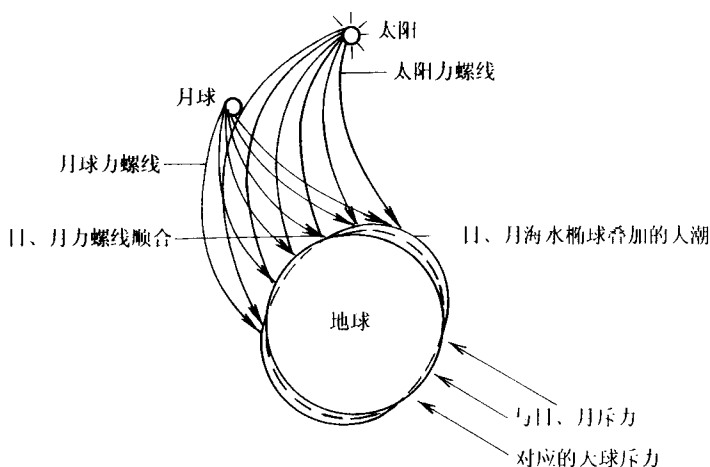 太阳
太阳力螺线
月球
月球力螺线
日、月力螺线顺合
日、月海水椭球叠加的大潮
地球
与日、月斥力
对应的天球斥力